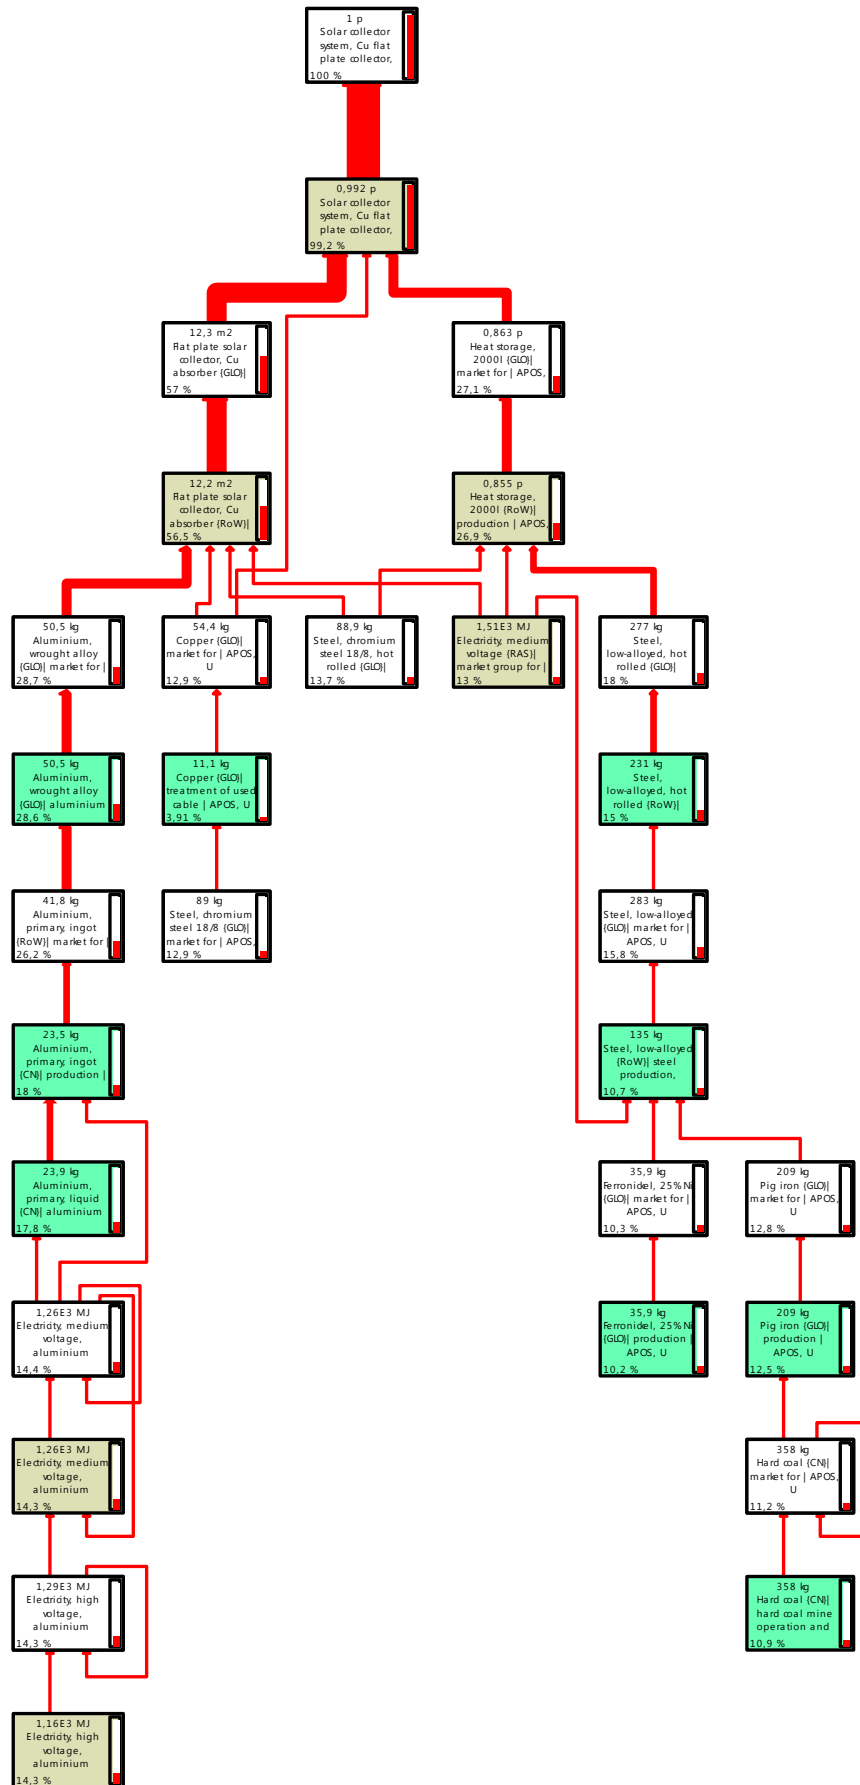 1 p
Solar collector
system, Cu flat
plate collector,
100 %
0,992 p
Solar collector
system, Cu flat
plate collector,
99,2 %
12,3 m2
Flat plate solar
collector, Cu
absorber {GLO}|
57 %
0,863 p
Heat storage,
2000l {GLO}|
market for | APOS,
27,1 %
12,2 m2
Flat plate solar
collector, Cu
absorber {RoW}|
56,5 %
0,855 p
Heat storage,
2000l {RoW}|
production | APOS,
26,9 %
50,5 kg
Aluminium,
wrought alloy
{GLO}| market for |
28,7 %
54,4 kg
Copper {GLO}|
market for | APOS,
U
12,9 %
88,9 kg
Steel, chromium
steel 18/8, hot
rolled {GLO}|
13,7 %
1,51E3 MJ
Electricity, medium
voltage {RAS}|
market group for |
13 %
277 kg
Steel,
low-alloyed, hot
rolled {GLO}|
18 %
50,5 kg
Aluminium,
wrought alloy
{GLO}| aluminium
28,6 %
11,1 kg
Copper {GLO}|
treatment of used
cable | APOS, U
3,91 %
231 kg
Steel,
low-alloyed, hot
rolled {RoW}|
15 %
41,8 kg
Aluminium,
primary, ingot
{RoW}| market for |
26,2 %
89 kg
Steel, chromium
steel 18/8 {GLO}|
market for | APOS,
12,9 %
283 kg
Steel, low-alloyed
{GLO}| market for |
APOS, U
15,8 %
23,5 kg
Aluminium,
primary, ingot
{CN}| production |
18 %
135 kg
Steel, low-alloyed
{RoW}| steel
production,
10,7 %
23,9 kg
Aluminium,
primary, liquid
{CN}| aluminium
17,8 %
35,9 kg
Ferronickel, 25% Ni
{GLO}| market for |
APOS, U
10,3 %
209 kg
Pig iron {GLO}|
market for | APOS,
U
12,8 %
1,26E3 MJ
Electricity, medium
voltage,
aluminium
14,4 %
35,9 kg
Ferronickel, 25% Ni
{GLO}| production |
APOS, U
10,2 %
209 kg
Pig iron {GLO}|
production |
APOS, U
12,5 %
1,26E3 MJ
Electricity, medium
voltage,
aluminium
14,3 %
358 kg
Hard coal {CN}|
market for | APOS,
U
11,2 %
1,29E3 MJ
Electricity, high
voltage,
aluminium
14,3 %
358 kg
Hard coal {CN}|
hard coal mine
operation and
10,9 %
1,16E3 MJ
Electricity, high
voltage,
aluminium
14,3 %